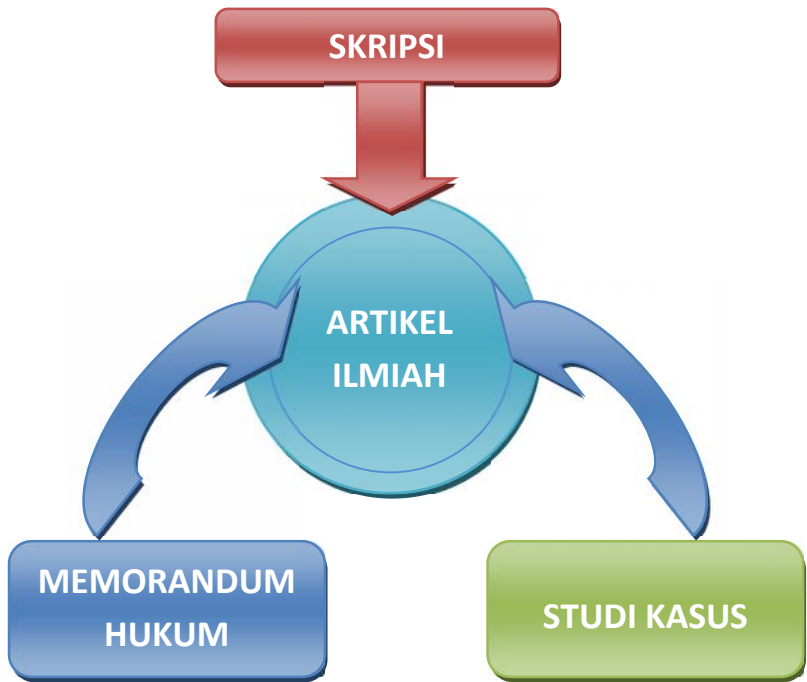 SKRIPSI
ARTIKEL
ILMIAH
MEMORANDUM
HUKUM
STUDI KASUS